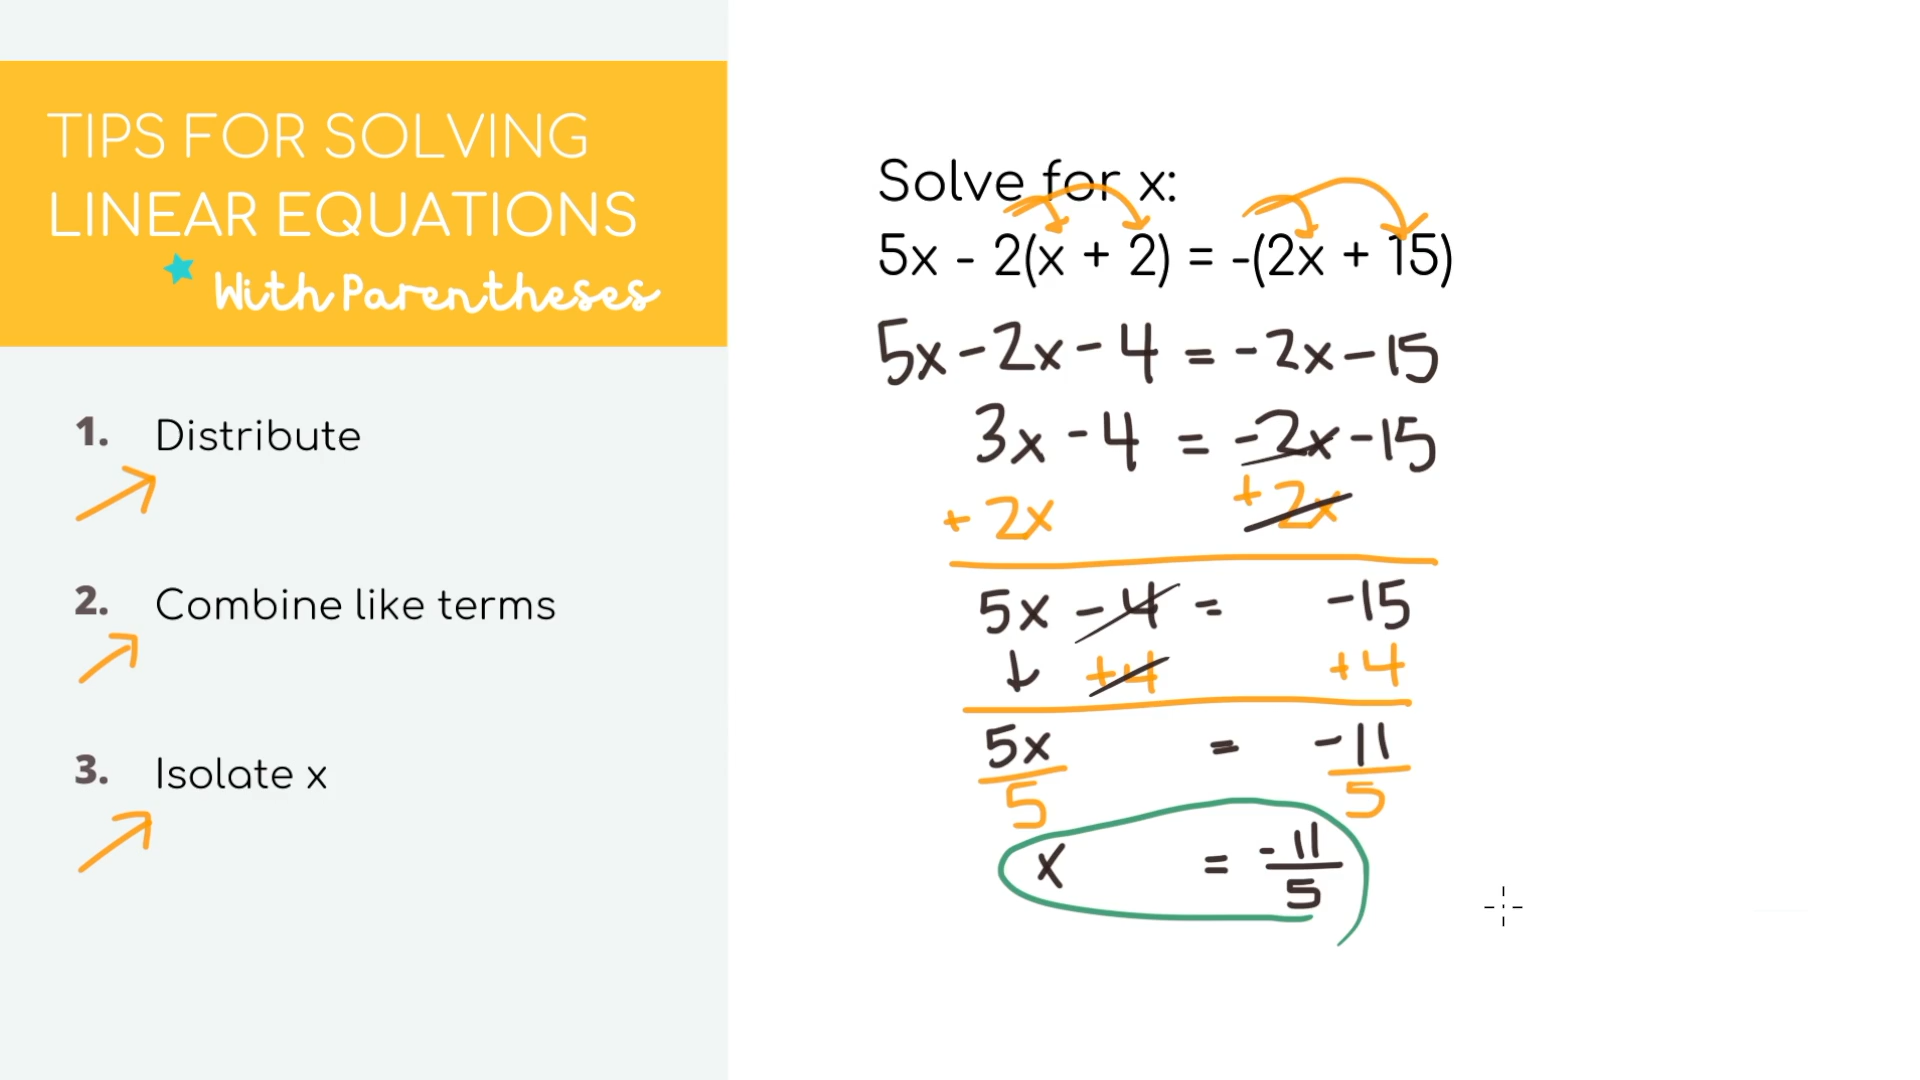 TIPS FOR SOLVING
LINEAR EQUATIONS
With Parentheses
1. Distribute
2. Combine like terms
3. Isolate x
Solve for x:
5x - 2(x + 2) = -(2x + 15)
5x - 2x - 4 = -2x - 15
3x - 4 = -2x - 15
+ 2x + 2x
5x - 4 = -15
+4 +4
5x = -11
5 5
x = -11
5